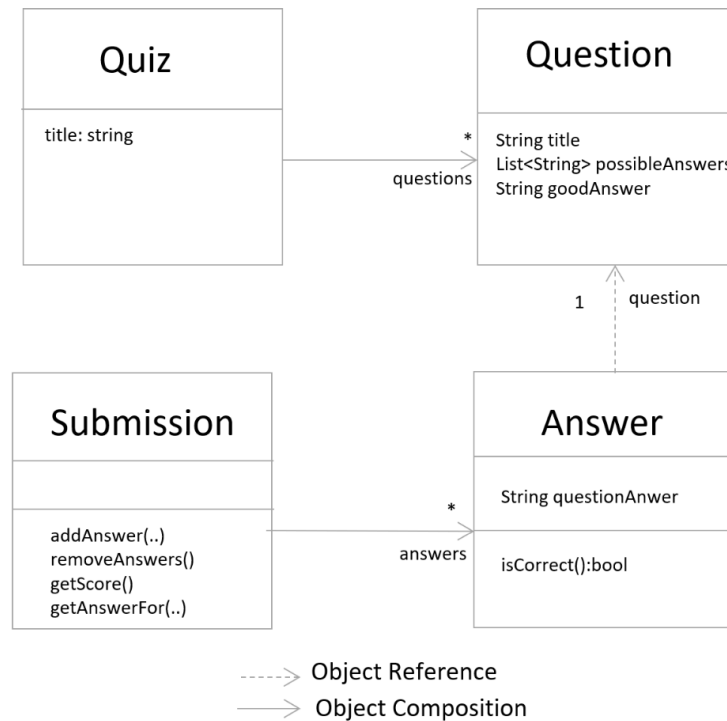 Quiz
title: string
Question
String title
List<String> possibleAnswers
String goodAnswer
*
questions
1
question
Submission
addAnswer(..)
removeAnswers()
getScore()
getAnswerFor(..)
*
answers
Answer
String questionAnwer
isCorrect():bool
Object Reference
Object Composition